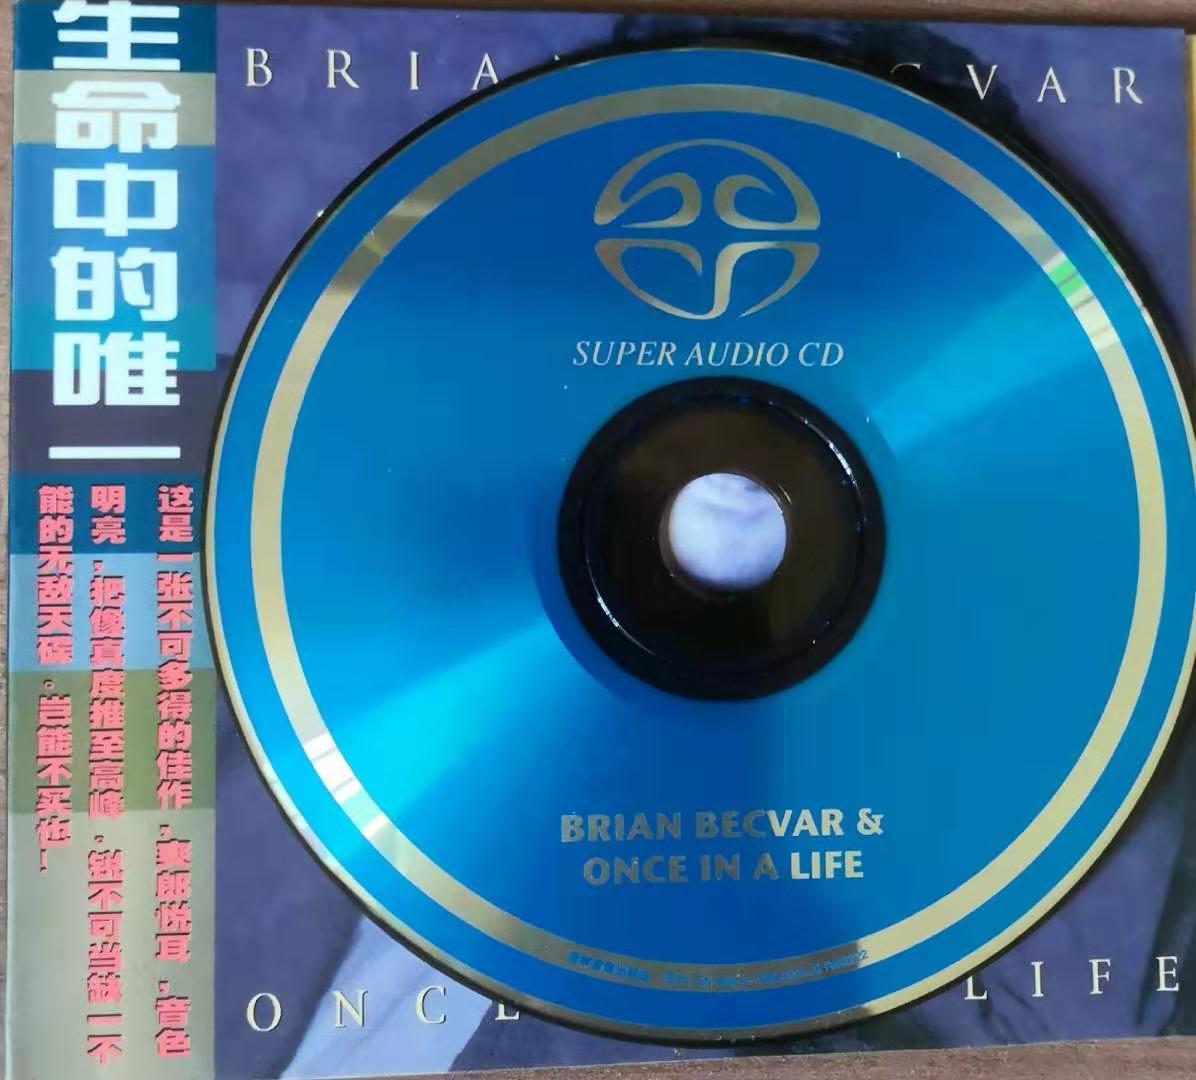 生命中的唯一
这是一张不可多得的佳作,爽郎悦耳,音色
明亮,把像真度推至高峰.锐不可当缺一不
能的无敌天碟。岂能不买也!
BRIA
CVAR
SUPER AUDIO CD
BRIAN BECVAR &
ONCE IN A LIFE
ONCE
LIFE